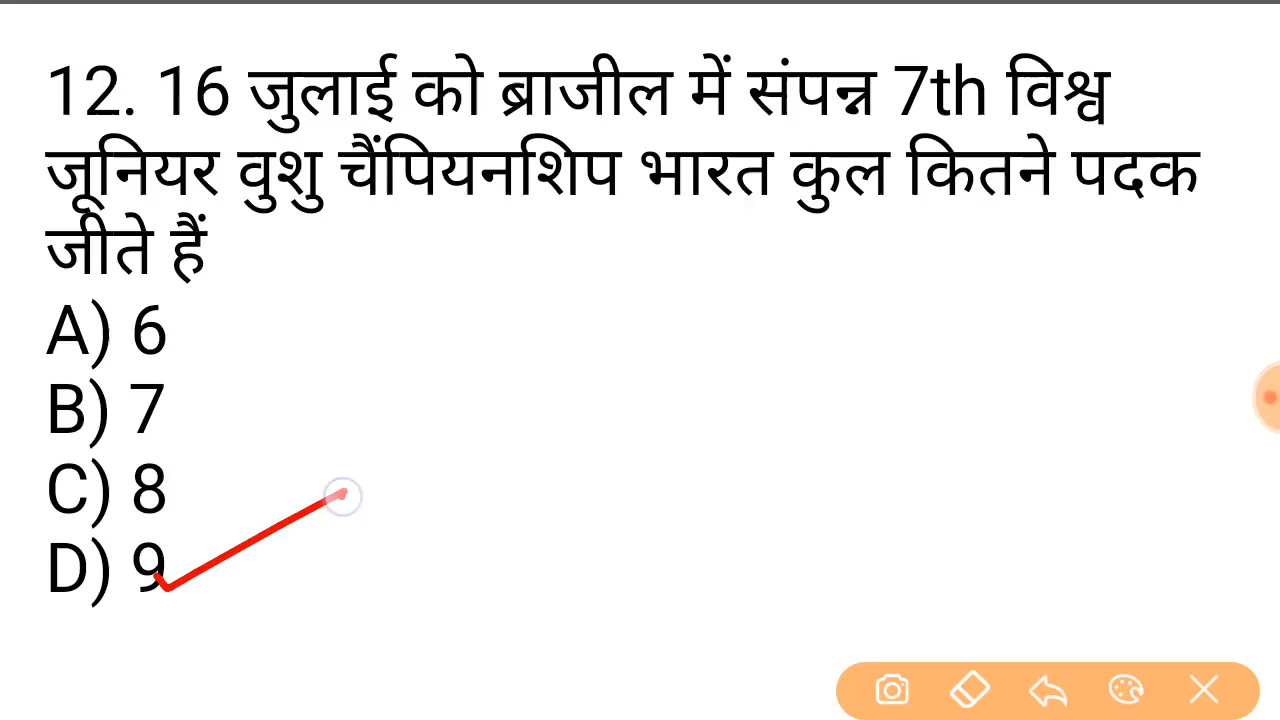 12. 16 जुलाई को ब्राजील में संपन्न 7th विश्व
जूनियर वुशु चैंपियनशिप भारत कुल कितने पदक
जीते हैं
A) 6
B) 7
C) 8
D) 9